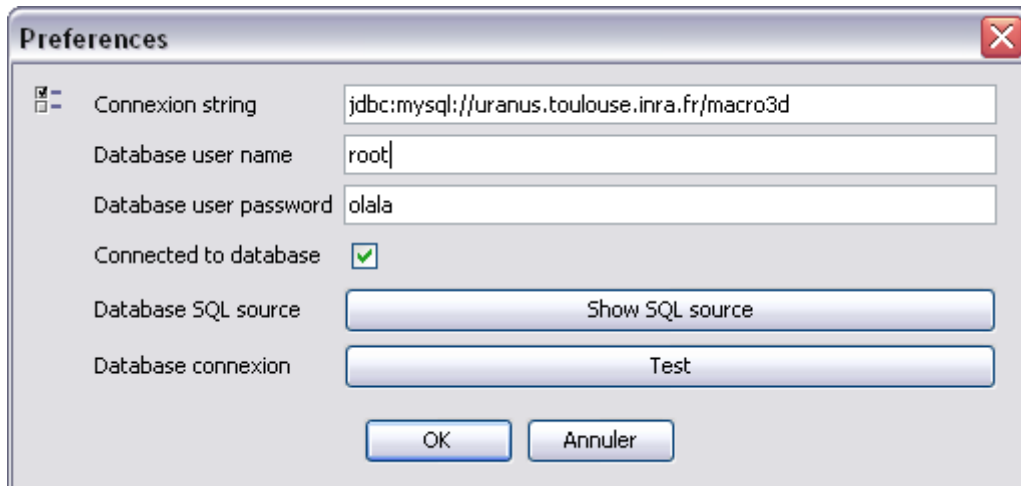 Preferences
Connexion string jdbc:mysql://uranus.toulouse.inra.fr/macro3d
Database user name root
Database user password olala
Connected to database
Database SQL source Show SQL source
Database connexion Test
OK Annuler